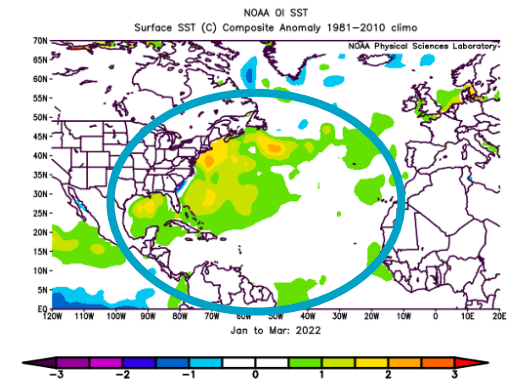 NOAA OI SST
Surface SST (C) Composite Anomaly 1981-2010 climo
NOAA Physical Sciences Laboratory
70N
65N
60N
55N
50N
45N
40N
35N
30N
25N
20N
15N
10N
5N
EQ
120W 110W 100W 90W 80W 70W 60W 50W 40W 30W 20W 10W 0 10E 20E
Jan to Mar: 2022
-3 -2 -1 0 1 2 3